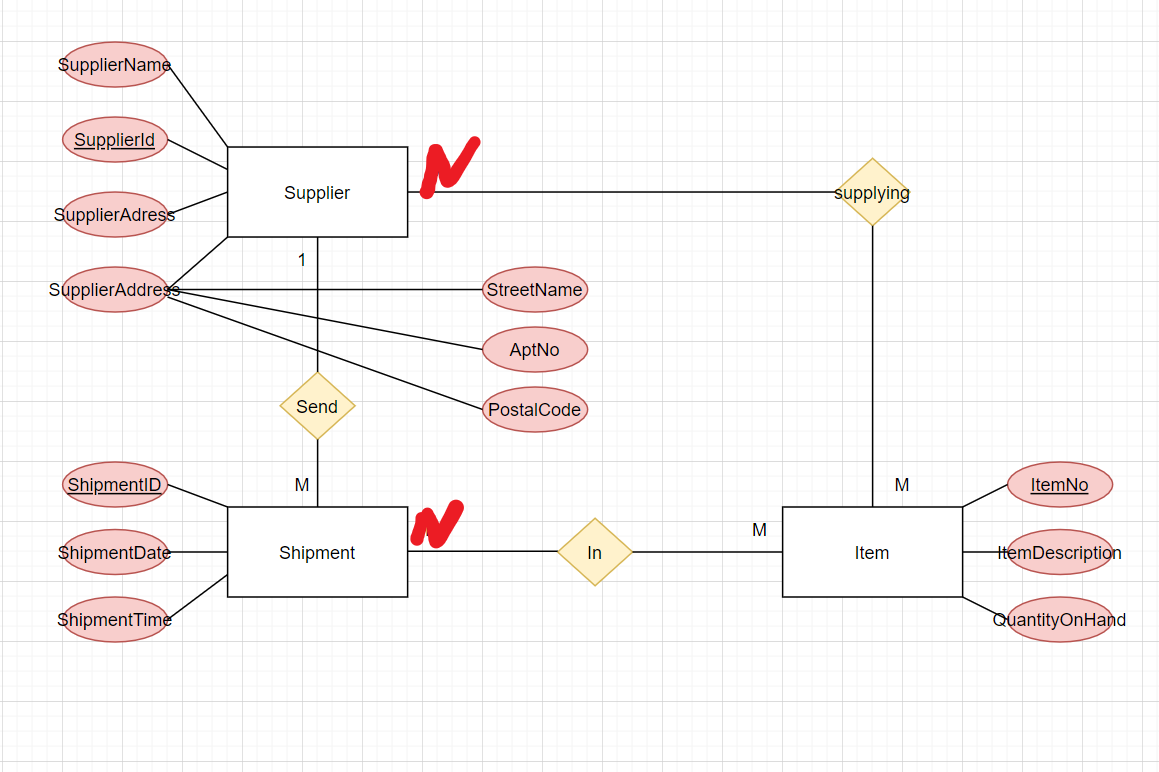 SupplierName
SupplierId
N
Supplier
supplying
SupplierAdress
1
SupplierAddress
StreetName
AptNo
Send
PostalCode
ShipmentID
M
M
ItemNo
N
M
ShipmentDate
Shipment
In
Item
ItemDescription
ShipmentTime
QuantityOnHand